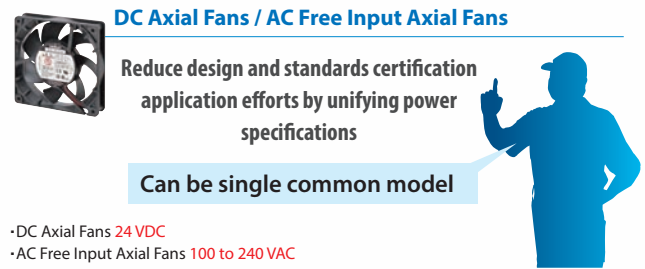 DC Axial Fans / AC Free Input Axial Fans
Reduce design and standards certification
application efforts by unifying power
specifications
Can be single common model
・DC Axial Fans 24 VDC
・AC Free Input Axial Fans 100 to 240 VAC